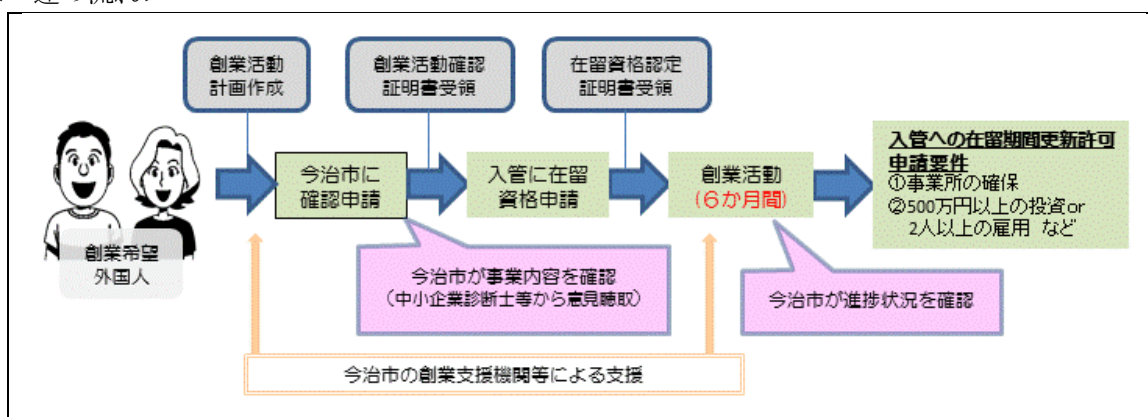 創業活動
計画作成
創業活動確認
証明書受領
在留資格認定
証明書受領
創業希望
外国人
今治市に
確認申請
入管に在留
資格申請
創業活動
(6か月間)
入管への在留期間更新許可
申請要件
①事業所の確保
②500万円以上の投資or
2人以上の雇用 など
今治市が事業内容を確認
(中小企業診断士等から意見聴取)
今治市が進捗状況を確認
今治市の創業支援機関等による支援